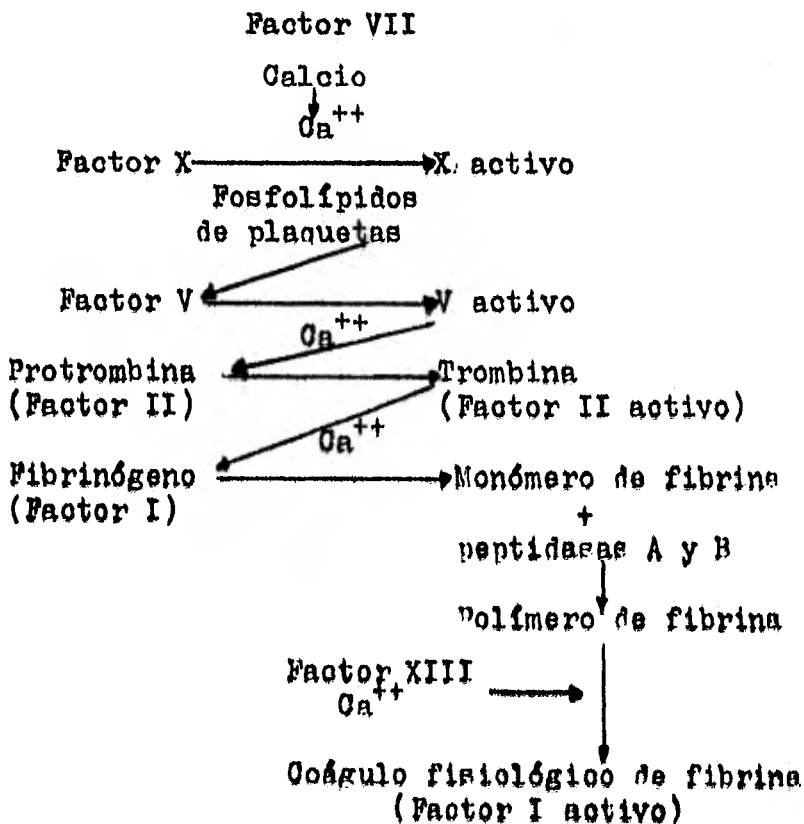 Factor VII
Calcio
Ca++
Factor X X activo
Fosfolípidos
de plaquetas
Factor V V activo
Ca++
Protrombina Trombina
(Factor II) (Factor II activo)
Ca++
Fibrinógeno Monómero de fibrina
(Factor I) +
peptidasas A y B
Polímero de fibrina
Factor XIII
Ca++
Coágulo fisiológico de fibrina
(Factor I activo)